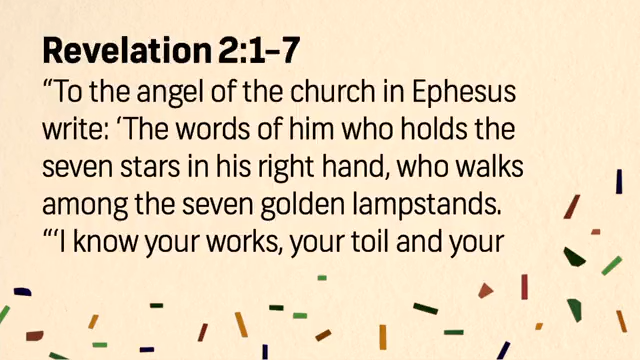 Revelation 2:1–7
“To the angel of the church in Ephesus
write: ‘The words of him who holds the
seven stars in his right hand, who walks
among the seven golden lampstands.
“‘I know your works, your toil and your